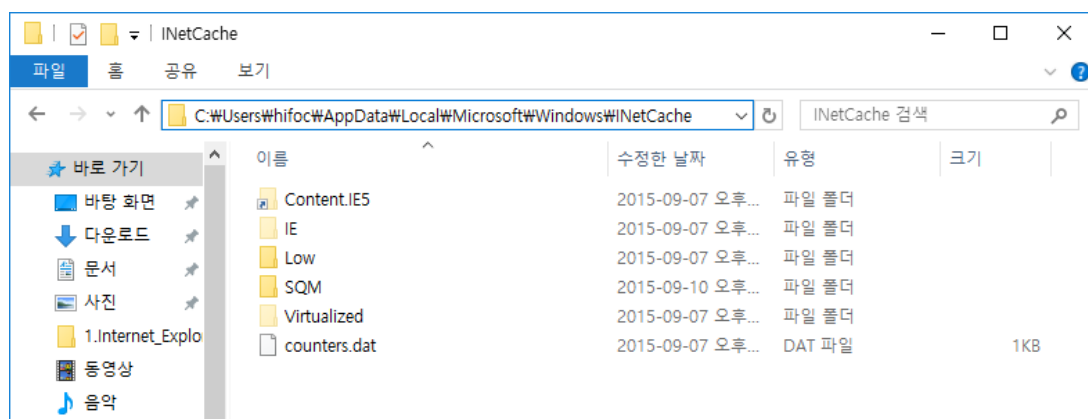 INetCache
파일 홈 공유 보기
C:₩Users₩hifoc₩AppData₩Local₩Microsoft₩Windows₩INetCache INetCache 검색
바로 가기 이름 수정한 날짜 유형 크기
바탕 화면 Content.IE5 2015-09-07 오후... 파일 폴더
다운로드 IE 2015-09-07 오후... 파일 폴더
Low 2015-09-07 오후... 파일 폴더
문서 SQM 2015-09-10 오후... 파일 폴더
사진 Virtualized 2015-09-07 오후... 파일 폴더
1.Internet_Explo counters.dat 2015-09-07 오후... DAT 파일 1KB
동영상
음악